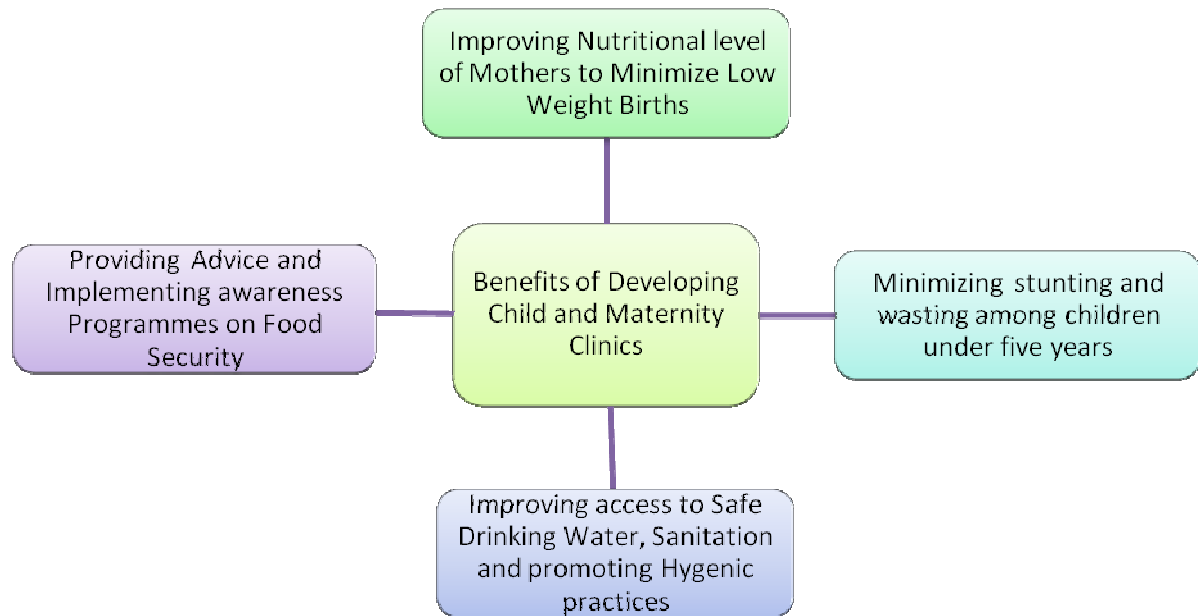 Improving Nutritional level
of Mothers to Minimize Low
Weight Births
Providing Advice and
Implementing awareness
Programmes on Food
Security
Benefits of Developing
Child and Maternity
Clinics
Minimizing stunting and
wasting among children
under five years
Improving access to Safe
Drinking Water, Sanitation
and promoting Hygenic
practices